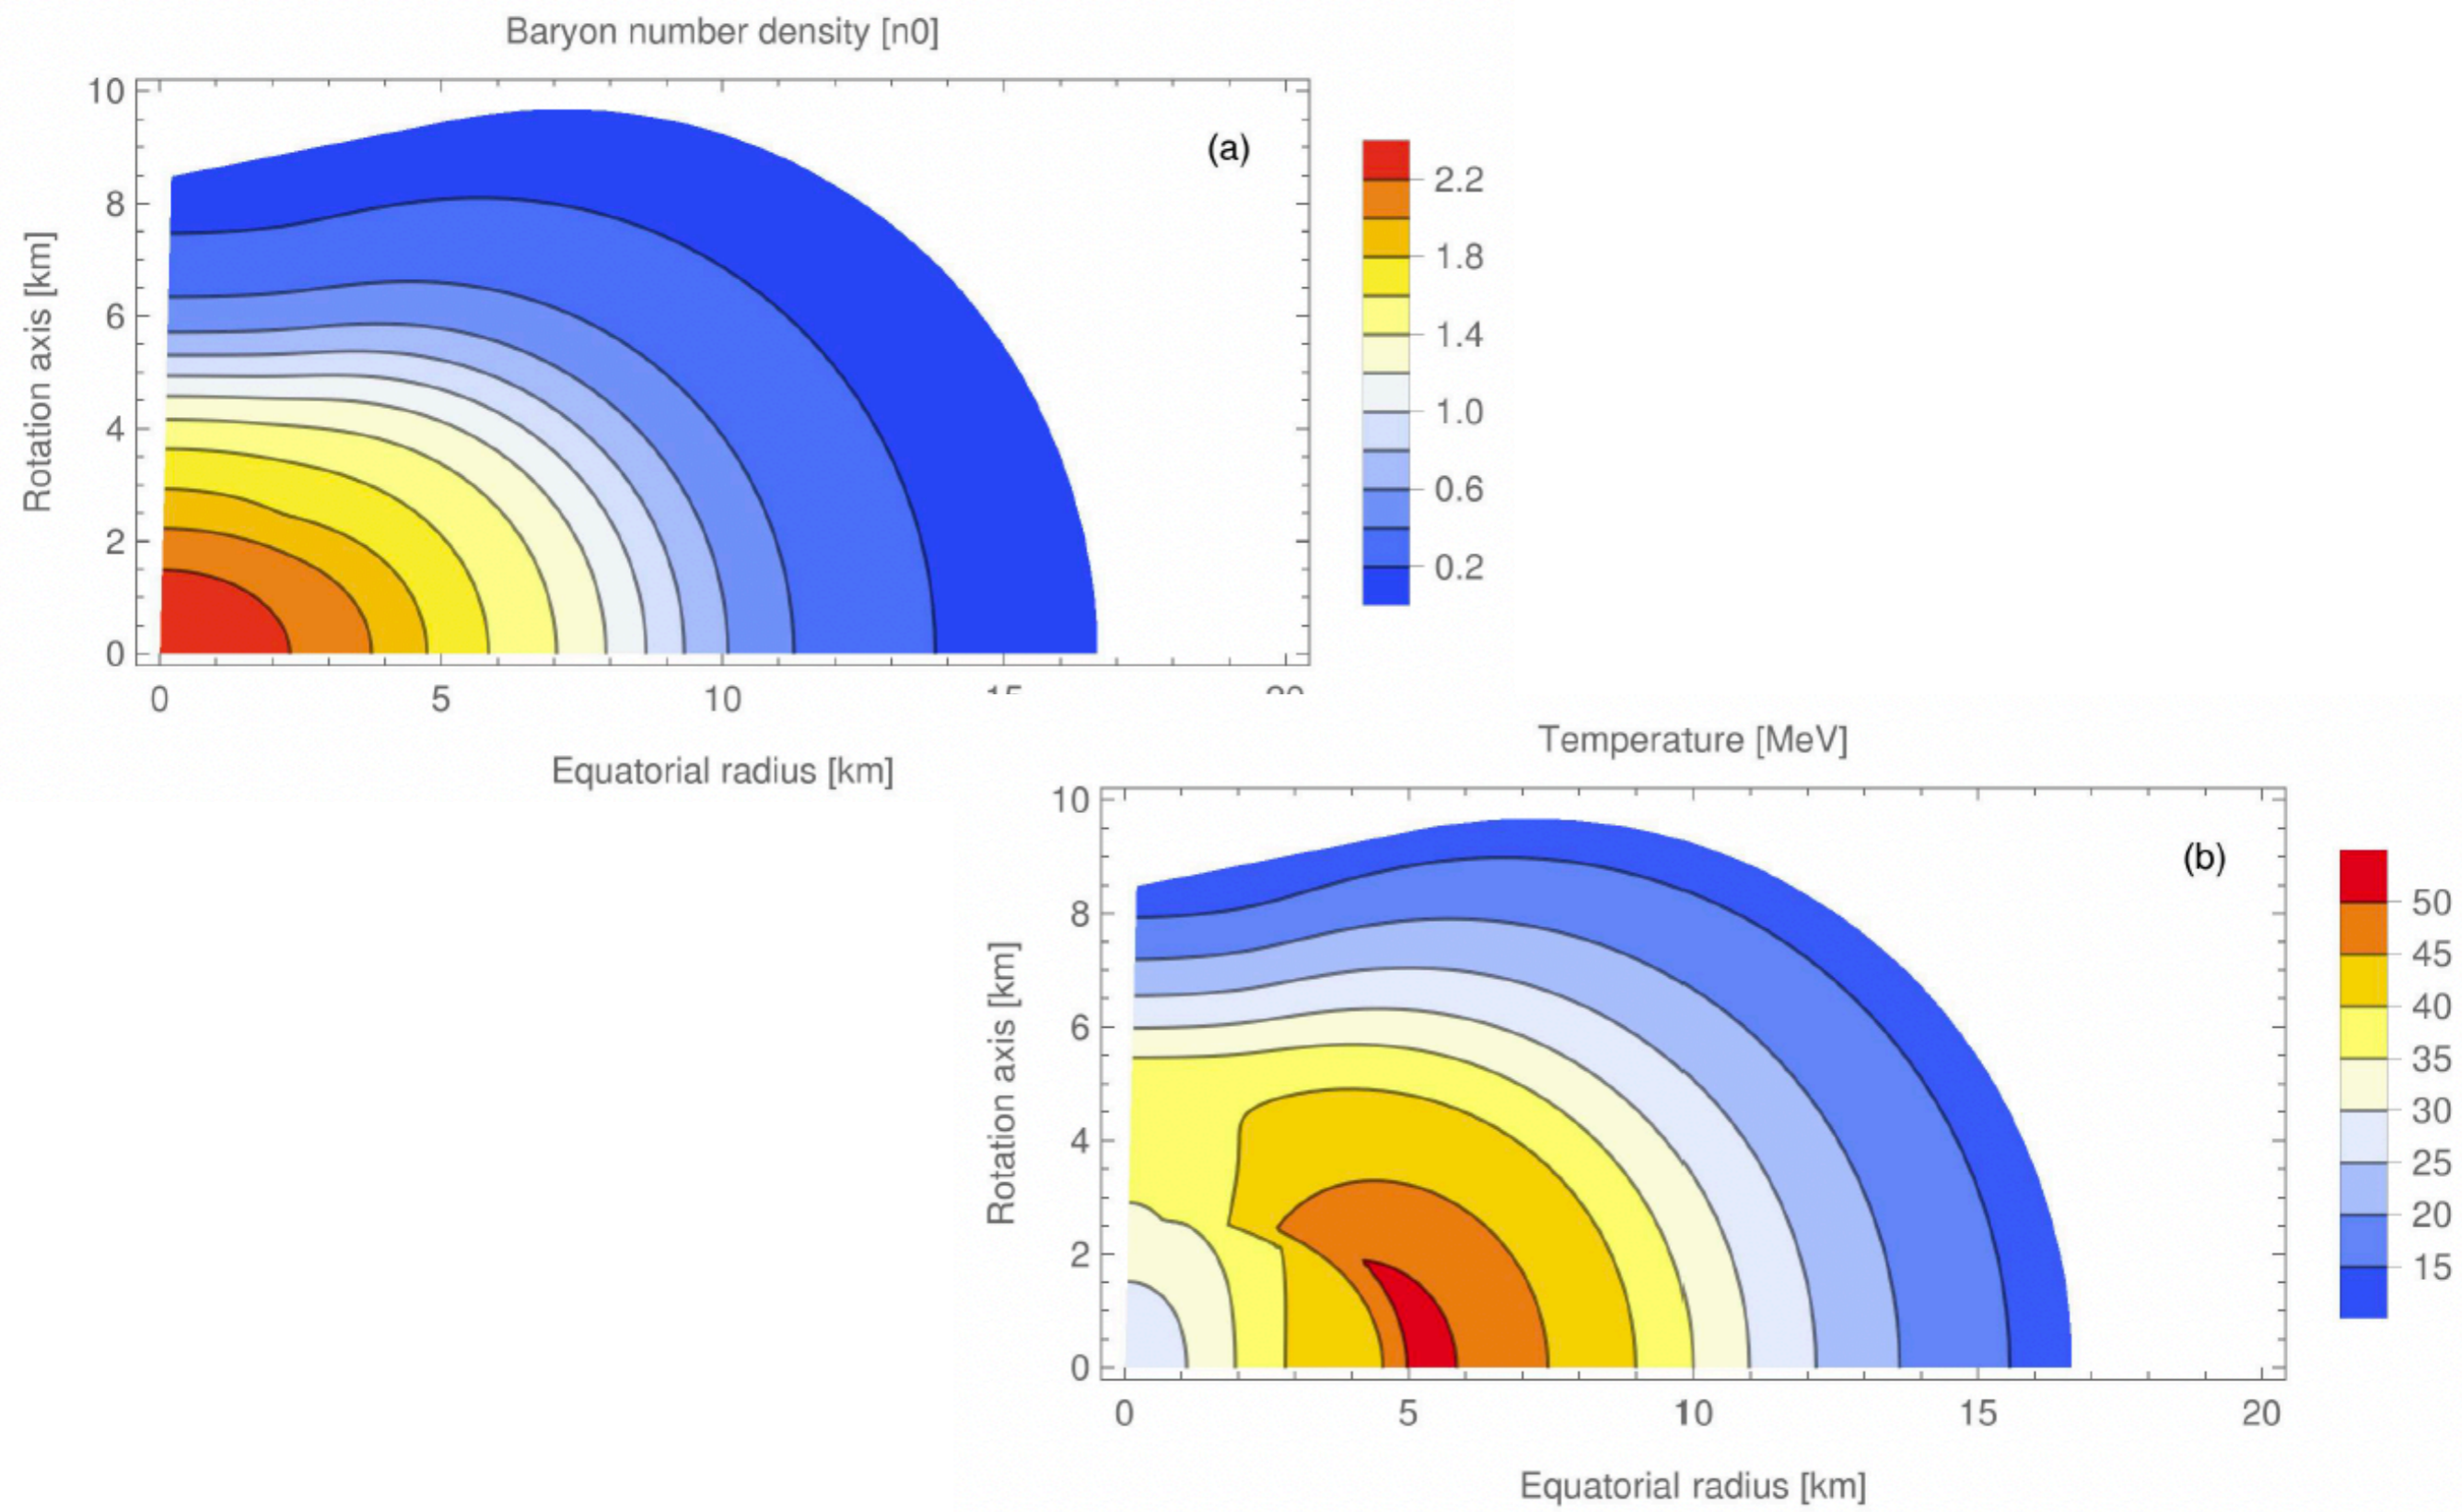 Baryon number density [n0]
(a)
Rotation axis [km]
10
8
6
4
2
0
0 5 10
Equatorial radius [km]
2.2
1.8
1.4
1.0
0.6
0.2
Temperature [MeV]
(b)
Rotation axis [km]
10
8
6
4
2
0
0 5 10 15 20
Equatorial radius [km]
50
45
40
35
30
25
20
15